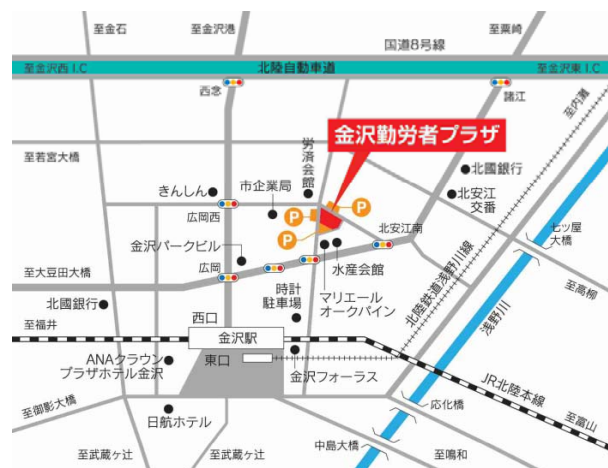 至金石
至金沢港
国道8号線
至粟崎
至金沢西 I.C
北陸自動車道
至金沢東 I.C
西念
諸江
至内灘
金沢勤労者プラザ
労済会館
至若宮大橋
北國銀行
きんしん
市企業局
北安江
交番
P
P
P
広岡西
北安江南
七ツ屋
大橋
金沢パークビル
水産会館
広岡
至大豆田大橋
マリエール
オークパイン
北陸鉄道浅野川線
浅野川
至高柳
北國銀行
西口
時計
駐車場
至福井
金沢駅
ANAクラウン
プラザホテル金沢
東口
金沢フォーラス
JR北陸本線
至御影大橋
日航ホテル
応化橋
至富山
中島大橋
至武蔵ヶ辻
至武蔵ヶ辻
至鳴和